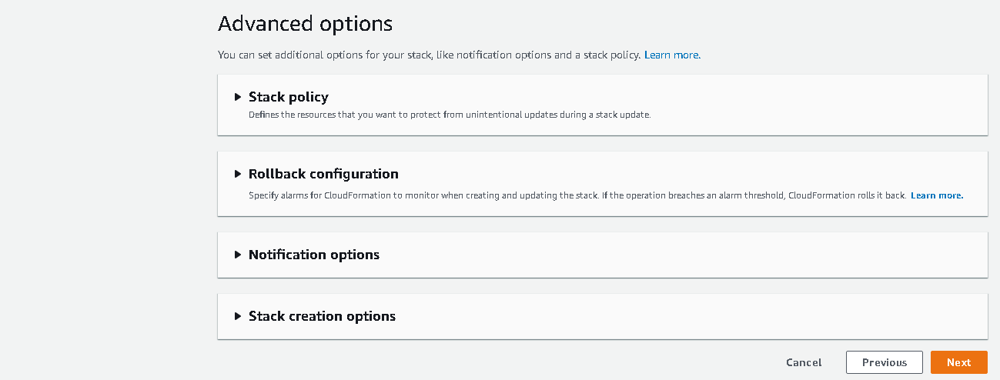 Advanced options
You can set additional options for your stack, like notification options and a stack policy. Learn more.
Stack policy
Defines the resources that you want to protect from unintentional updates during a stack update.
Rollback configuration
Specify alarms for CloudFormation to monitor when creating and updating the stack. If the operation breaches an alarm threshold, CloudFormation rolls it back. Learn more.
Notification options
Stack creation options
Cancel Previous Next